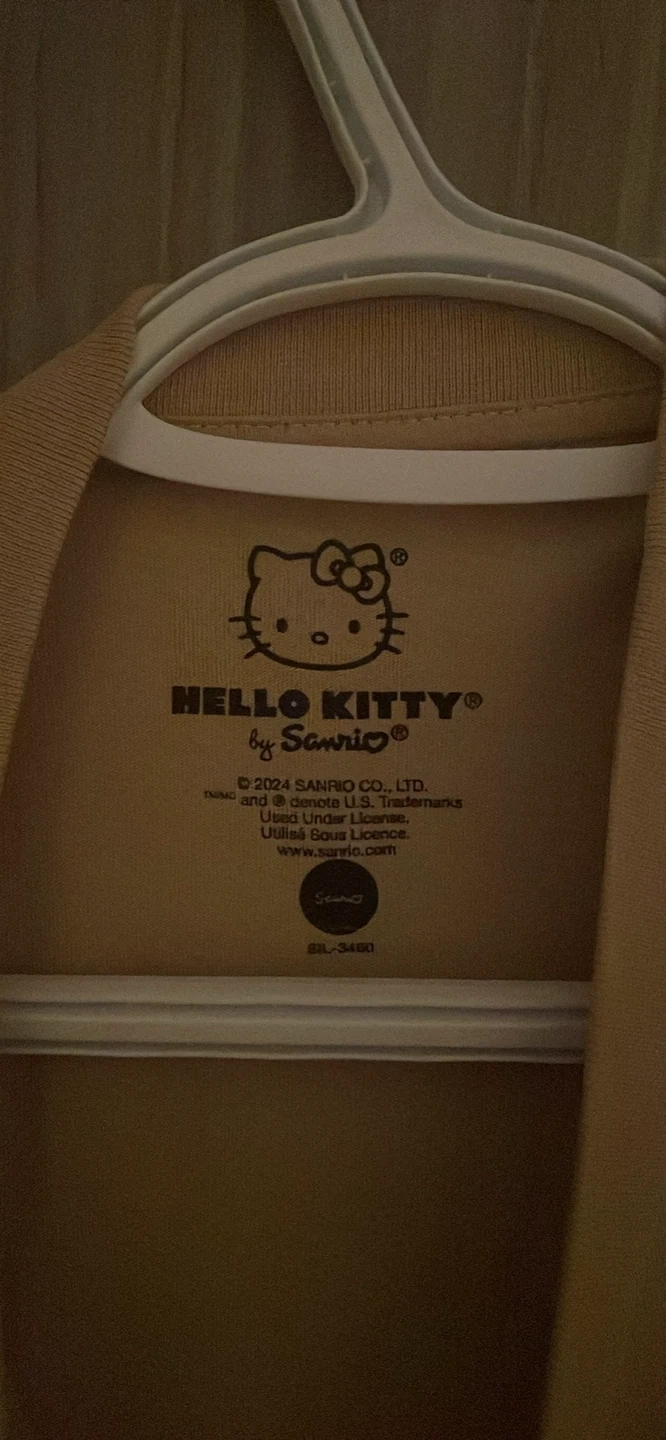 ®
HELLO KITTY®
by Sanrio®
© 2024 SANRIO CO., LTD.
TM/MC and ® denote U.S. Trademarks
Used Under License.
Utilisé Sous Licence.
www.sanrio.com
Sanrio
SIL-3460